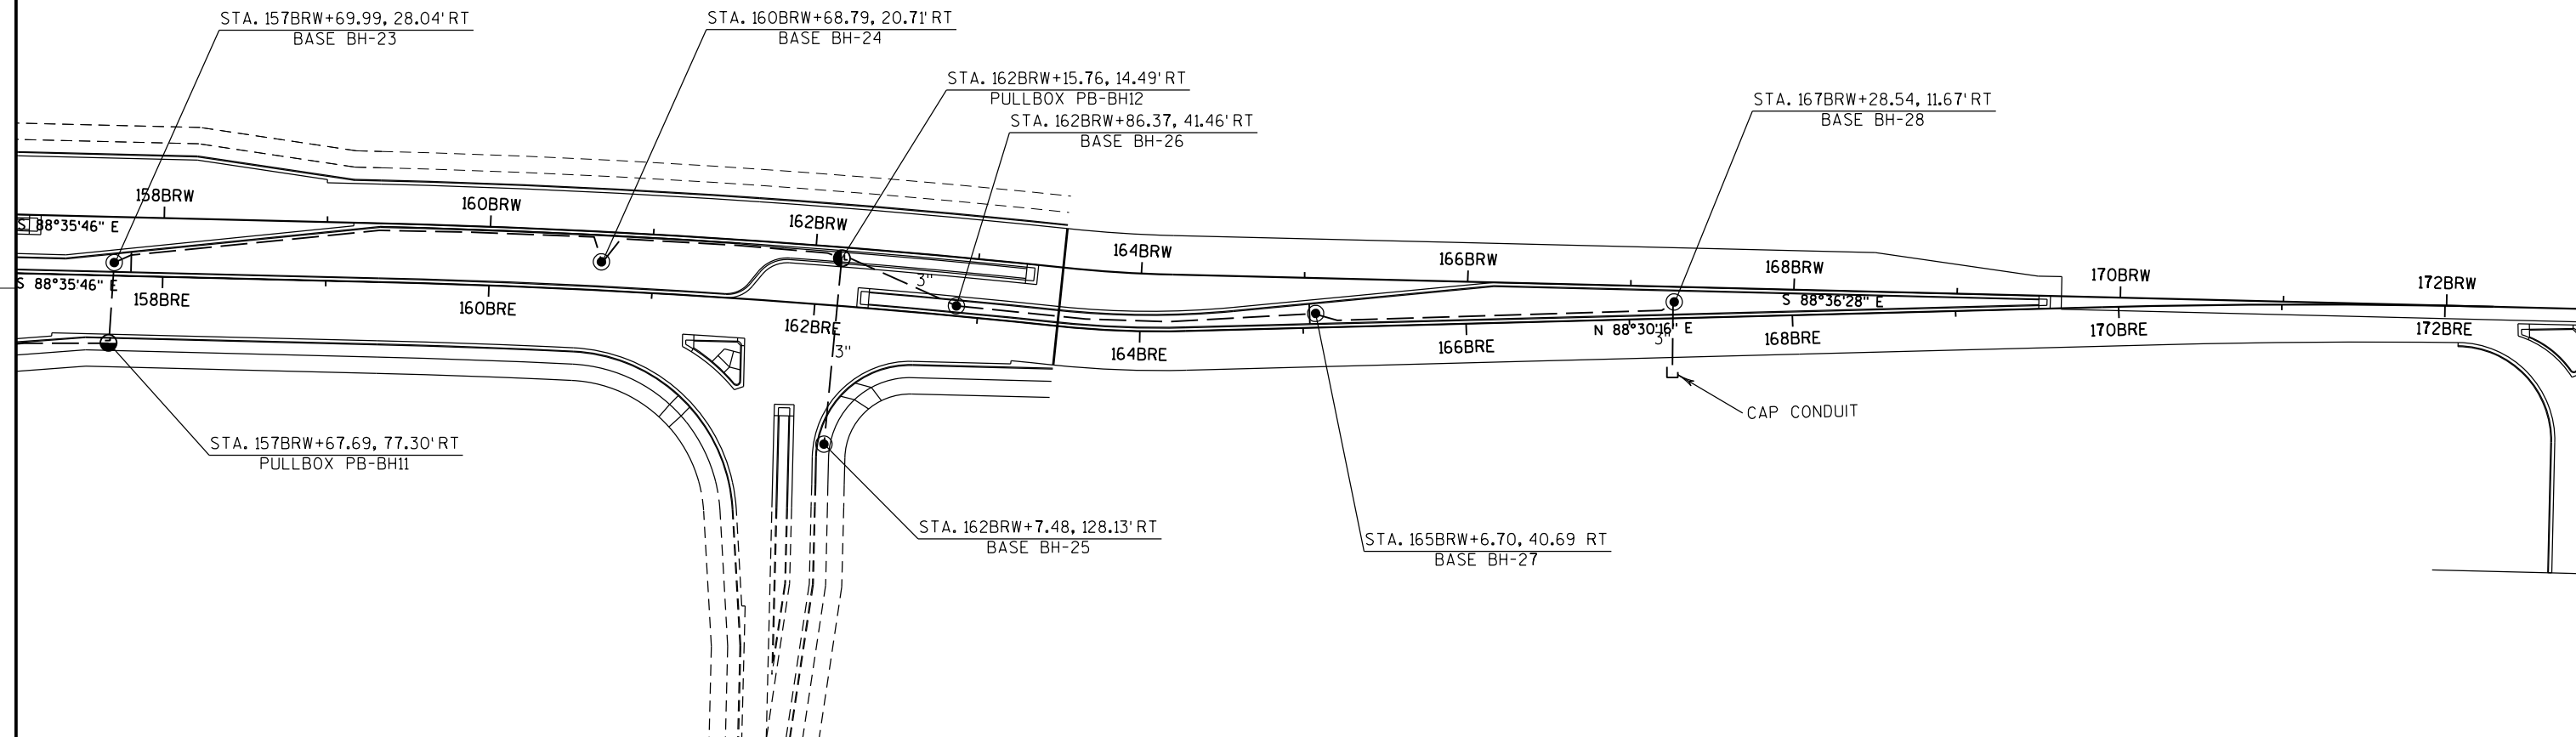 STA. 157BRW+69.99, 28.04' RT
BASE BH-23
STA. 160BRW+68.79, 20.71' RT
BASE BH-24
STA. 162BRW+15.76, 14.49' RT
PULLBOX PB-BH12
STA. 162BRW+86.37, 41.46' RT
BASE BH-26
STA. 167BRW+28.54, 11.67' RT
BASE BH-28
158BRW
160BRW
162BRW
164BRW
166BRW
168BRW
170BRW
172BRW
S 88°35'46" E
S 88°35'46" E
3"
S 88°36'28" E
N 88°30'16" E
3"
3"
158BRE
160BRE
162BRE
164BRE
166BRE
168BRE
170BRE
172BRE
CAP CONDUIT
STA. 157BRW+67.69, 77.30' RT
PULLBOX PB-BH11
STA. 162BRW+7.48, 128.13' RT
BASE BH-25
STA. 165BRW+6.70, 40.69 RT
BASE BH-27